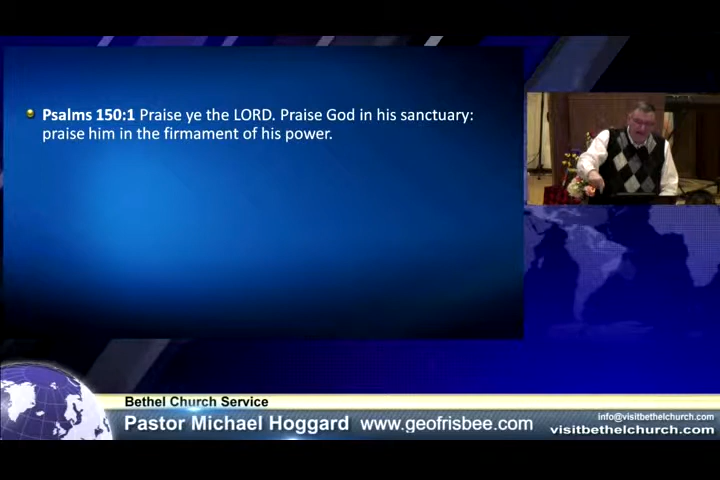 Psalms 150:1 Praise ye the LORD. Praise God in his sanctuary:
praise him in the firmament of his power.
Bethel Church Service
Pastor Michael Hoggard www.geofrisbee.com
info@visitbethelchurch.com
visitbethelchurch.com